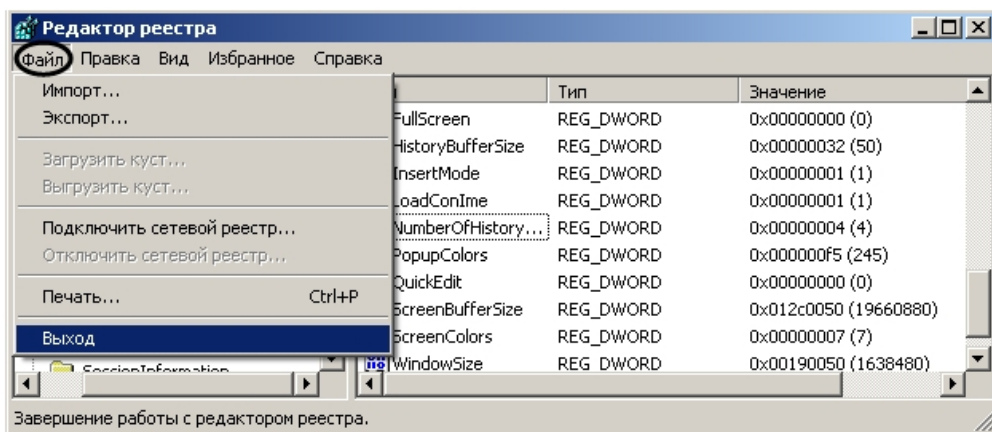 Редактор реестра
Файл Правка Вид Избранное Справка
Импорт...
Экспорт...
Загрузить куст...
Выгрузить куст...
Подключить сетевой реестр...
Отключить сетевой реестр...
Печать... Ctrl+P
Выход
Тип Значение
FullScreen REG_DWORD 0x00000000 (0)
HistoryBufferSize REG_DWORD 0x00000032 (50)
InsertMode REG_DWORD 0x00000001 (1)
LoadConIme REG_DWORD 0x00000001 (1)
NumberOfHistory... REG_DWORD 0x00000004 (4)
PopupColors REG_DWORD 0x000000f5 (245)
QuickEdit REG_DWORD 0x00000000 (0)
ScreenBufferSize REG_DWORD 0x012c0050 (19660880)
ScreenColors REG_DWORD 0x00000007 (7)
WindowSize REG_DWORD 0x00190050 (1638480)
SessionInformation
Завершение работы с редактором реестра.